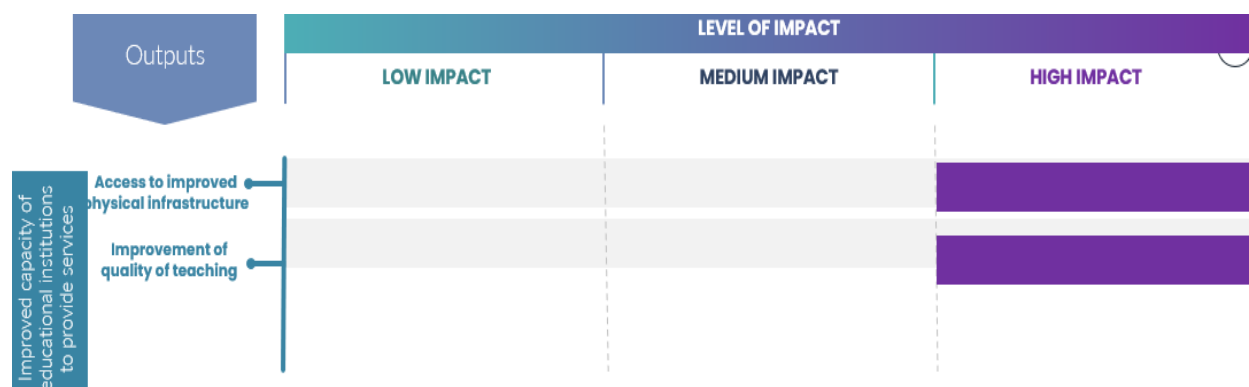 Outputs
LEVEL OF IMPACT
LOW IMPACT
MEDIUM IMPACT
HIGH IMPACT
Improved capacity of
educational institutions
to provide services
Access to improved
physical infrastructure
Improvement of
quality of teaching